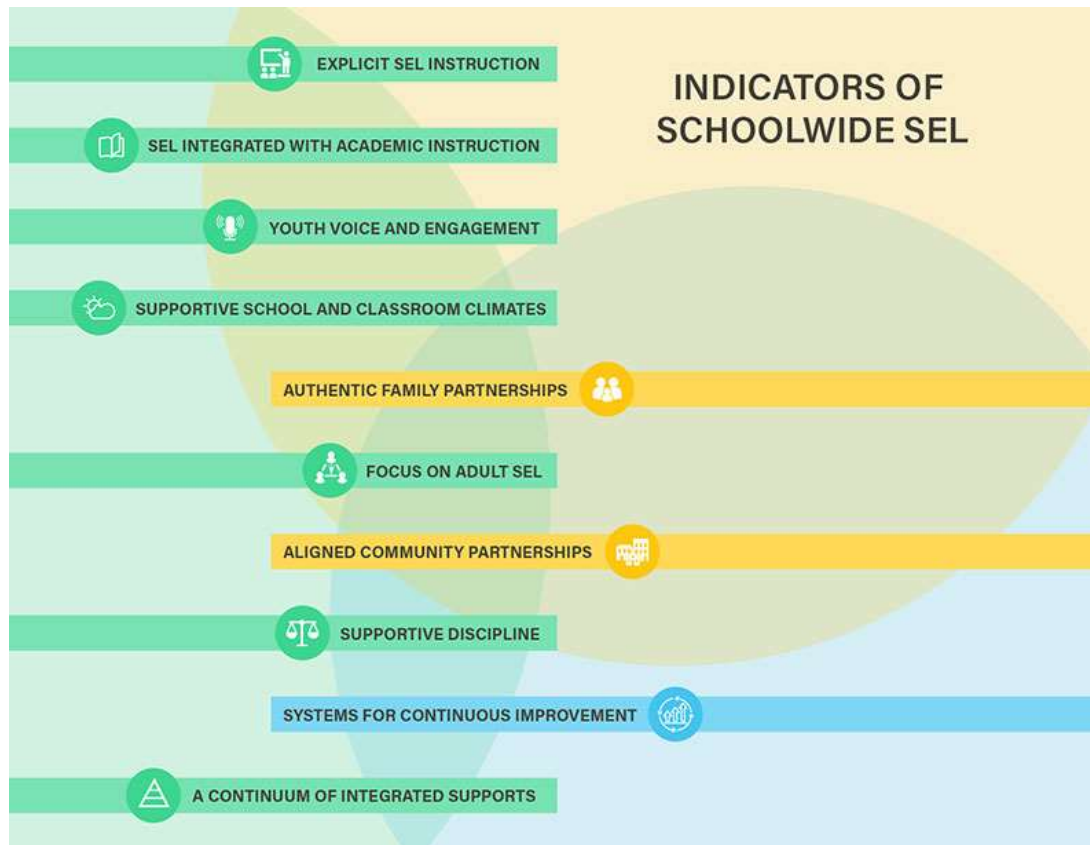 INDICATORS OF
SCHOOLWIDE SEL
EXPLICIT SEL INSTRUCTION
SEL INTEGRATED WITH ACADEMIC INSTRUCTION
YOUTH VOICE AND ENGAGEMENT
SUPPORTIVE SCHOOL AND CLASSROOM CLIMATES
AUTHENTIC FAMILY PARTNERSHIPS
FOCUS ON ADULT SEL
ALIGNED COMMUNITY PARTNERSHIPS
SUPPORTIVE DISCIPLINE
SYSTEMS FOR CONTINUOUS IMPROVEMENT
A CONTINUUM OF INTEGRATED SUPPORTS